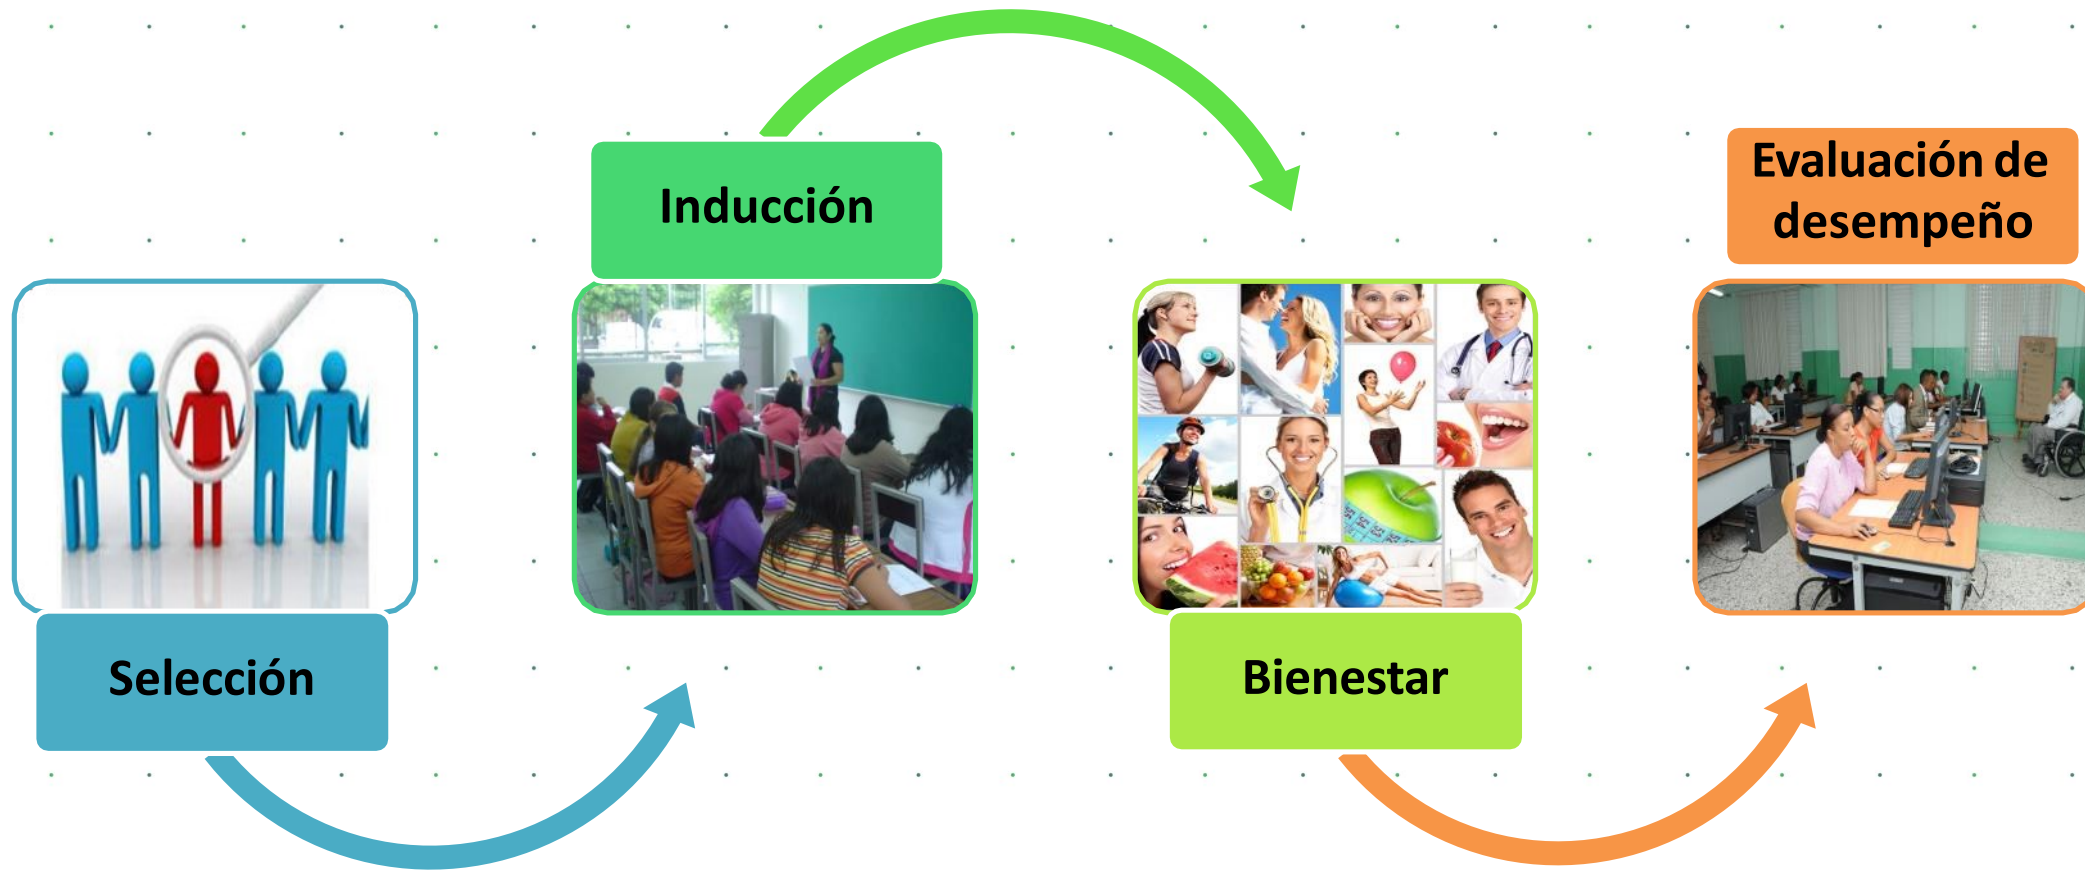 Selección
Inducción
Bienestar
Evaluación de
desempeño